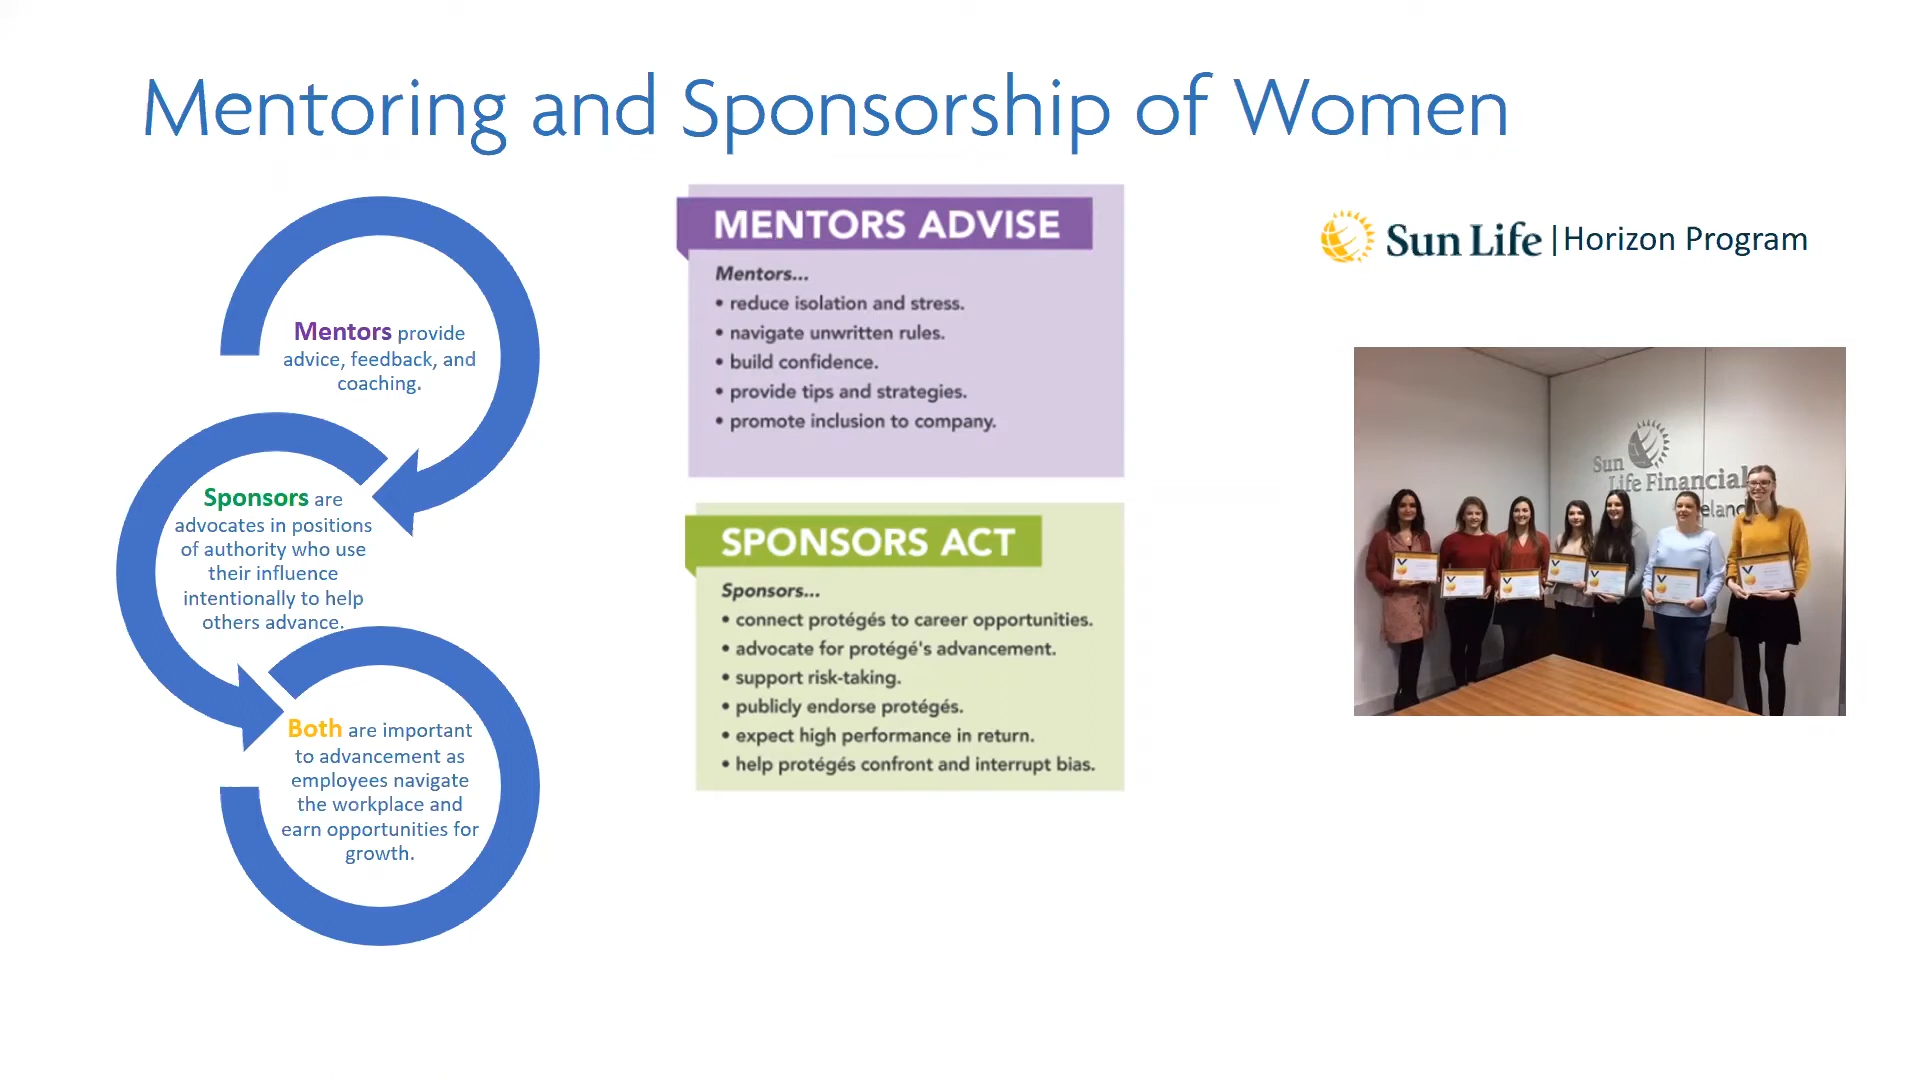 Mentoring and Sponsorship of Women
Mentors provide
advice, feedback, and
coaching.
Sponsors are
advocates in positions
of authority who use
their influence
intentionally to help
others advance.
Both are important
to advancement as
employees navigate
the workplace and
earn opportunities for
growth.
MENTORS ADVISE
Mentors...
• reduce isolation and stress.
• navigate unwritten rules.
• build confidence.
• provide tips and strategies.
• promote inclusion to company.
SPONSORS ACT
Sponsors...
• connect protégés to career opportunities.
• advocate for protégé's advancement.
• support risk-taking.
• publicly endorse protégés.
• expect high performance in return.
• help protégés confront and interrupt bias.
Sun Life | Horizon Program
Sun
Life Financial